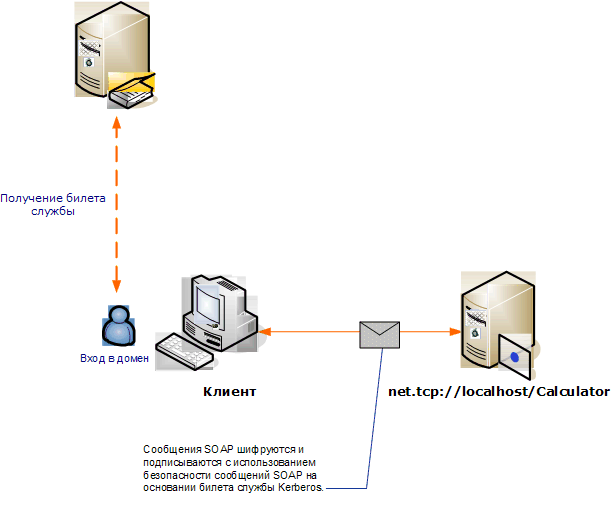 Получение билета
службы
Вход в домен
Клиент
net.tcp://localhost/Calculator
Сообщения SOAP шифруются и
подписываются с использованием
безопасности сообщений SOAP на
основании билета службы Kerberos.